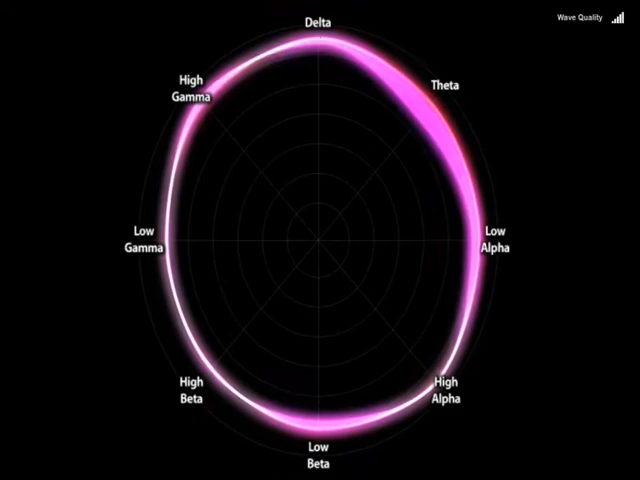 Wave Quality
Delta
High
Gamma
Theta
Low
Gamma
Low
Alpha
High
Beta
High
Alpha
Low
Beta